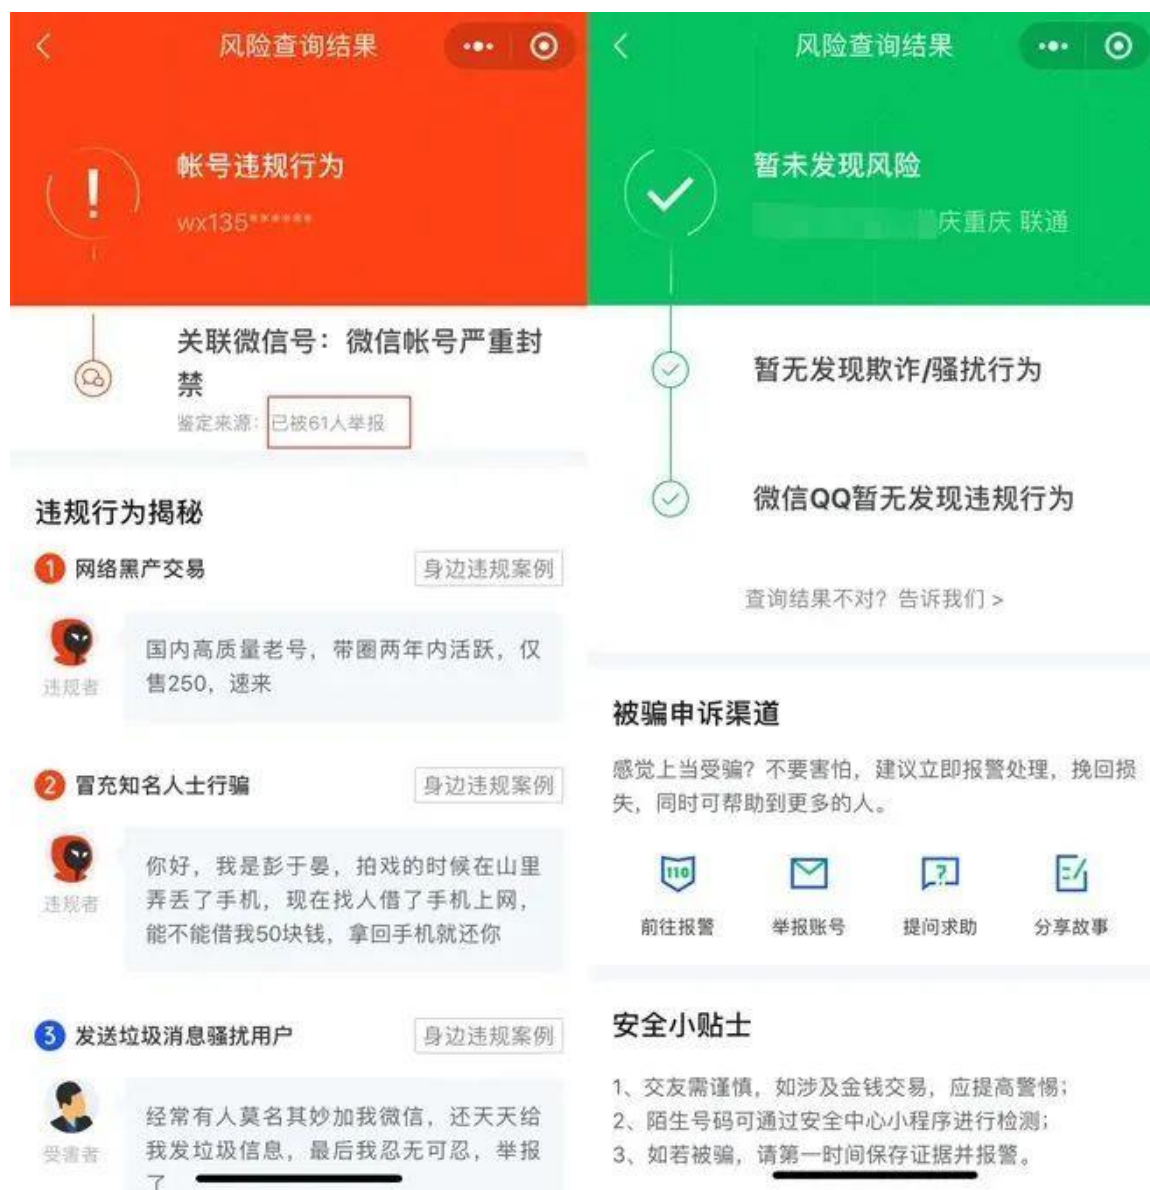 风险查询结果
帐号违规行为
wx135******
关联微信号：微信帐号严重封
禁
鉴定来源：已被61人举报
违规行为揭秘
1 网络黑产交易
身边违规案例
违规者
国内高质量老号，带圈两年内活跃，仅
售250，速来
2 冒充知名人士行骗
身边违规案例
违规者
你好，我是彭于晏，拍戏的时候在山里
弄丢了手机，现在找人借了手机上网，
能不能借我50块钱，拿回手机就还你
3 发送垃圾消息骚扰用户
身边违规案例
受害者
经常有人莫名其妙加我微信，还天天给
我发垃圾信息，最后我忍无可忍，举报
了
风险查询结果
暂未发现风险
庆重庆 联通
暂无发现欺诈/骚扰行为
微信QQ暂无发现违规行为
查询结果不对？告诉我们 >
被骗申诉渠道
感觉上当受骗？不要害怕，建议立即报警处理，挽回损
失，同时可帮助到更多的人。
110
前往报警
举报账号
提问求助
分享故事
安全小贴士
1、交友需谨慎，如涉及金钱交易，应提高警惕；
2、陌生号码可通过安全中心小程序进行检测；
3、如若被骗，请第一时间保存证据并报警。